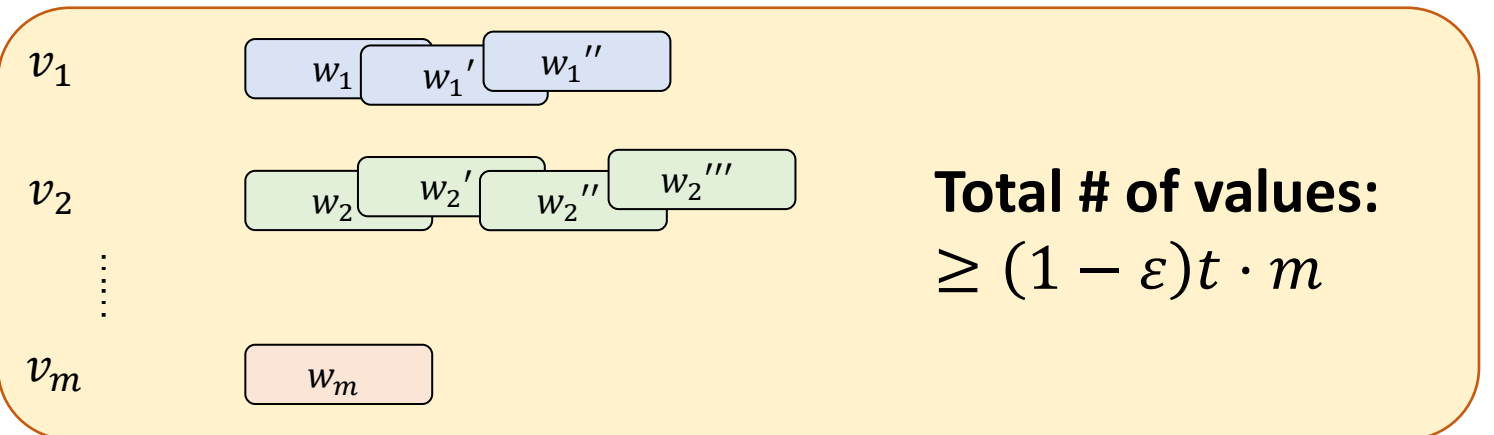 v₁ w₁ w₁′ w₁′′
v₂ w₂ w₂′ w₂′′ w₂′′′
Total # of values:
≥ (1 − ε)t · m
vₘ wₘ